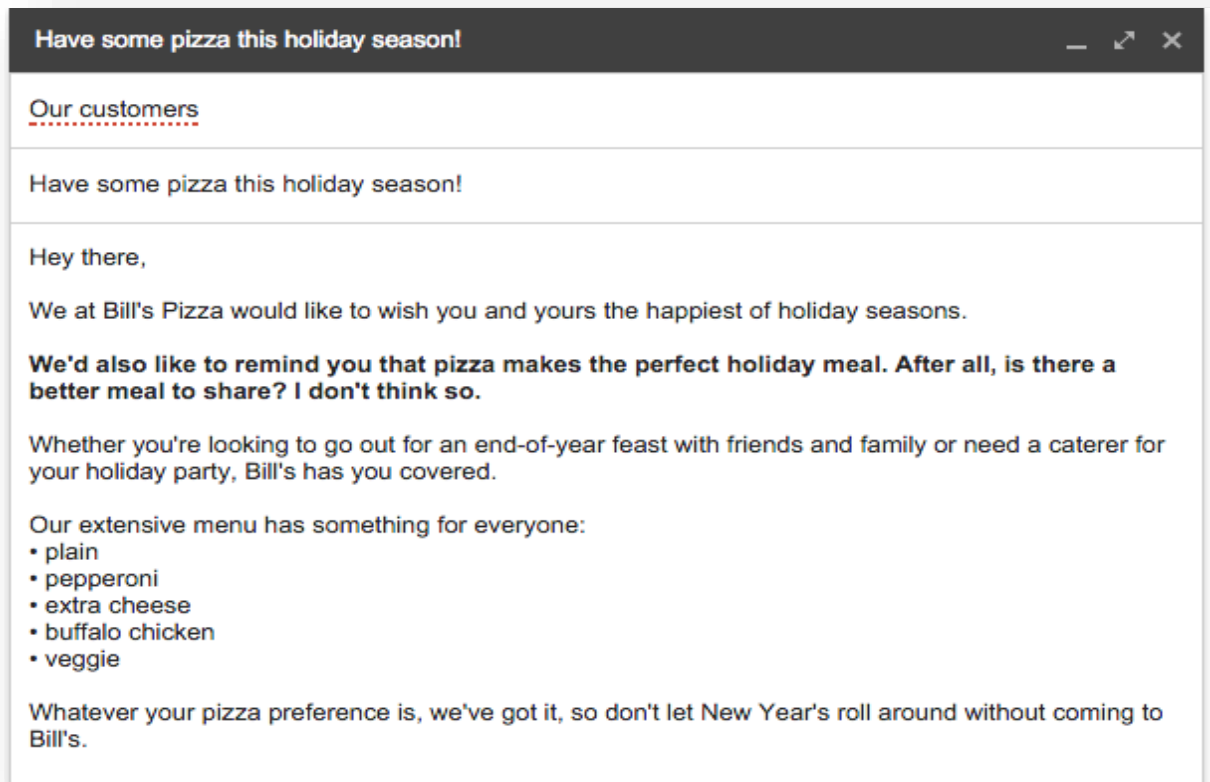 Have some pizza this holiday season!
Our customers
Have some pizza this holiday season!
Hey there,
We at Bill's Pizza would like to wish you and yours the happiest of holiday seasons.
We'd also like to remind you that pizza makes the perfect holiday meal. After all, is there a
better meal to share? I don't think so.
Whether you're looking to go out for an end-of-year feast with friends and family or need a caterer for
your holiday party, Bill's has you covered.
Our extensive menu has something for everyone:
• plain
• pepperoni
• extra cheese
• buffalo chicken
• veggie
Whatever your pizza preference is, we've got it, so don't let New Year's roll around without coming to
Bill's.